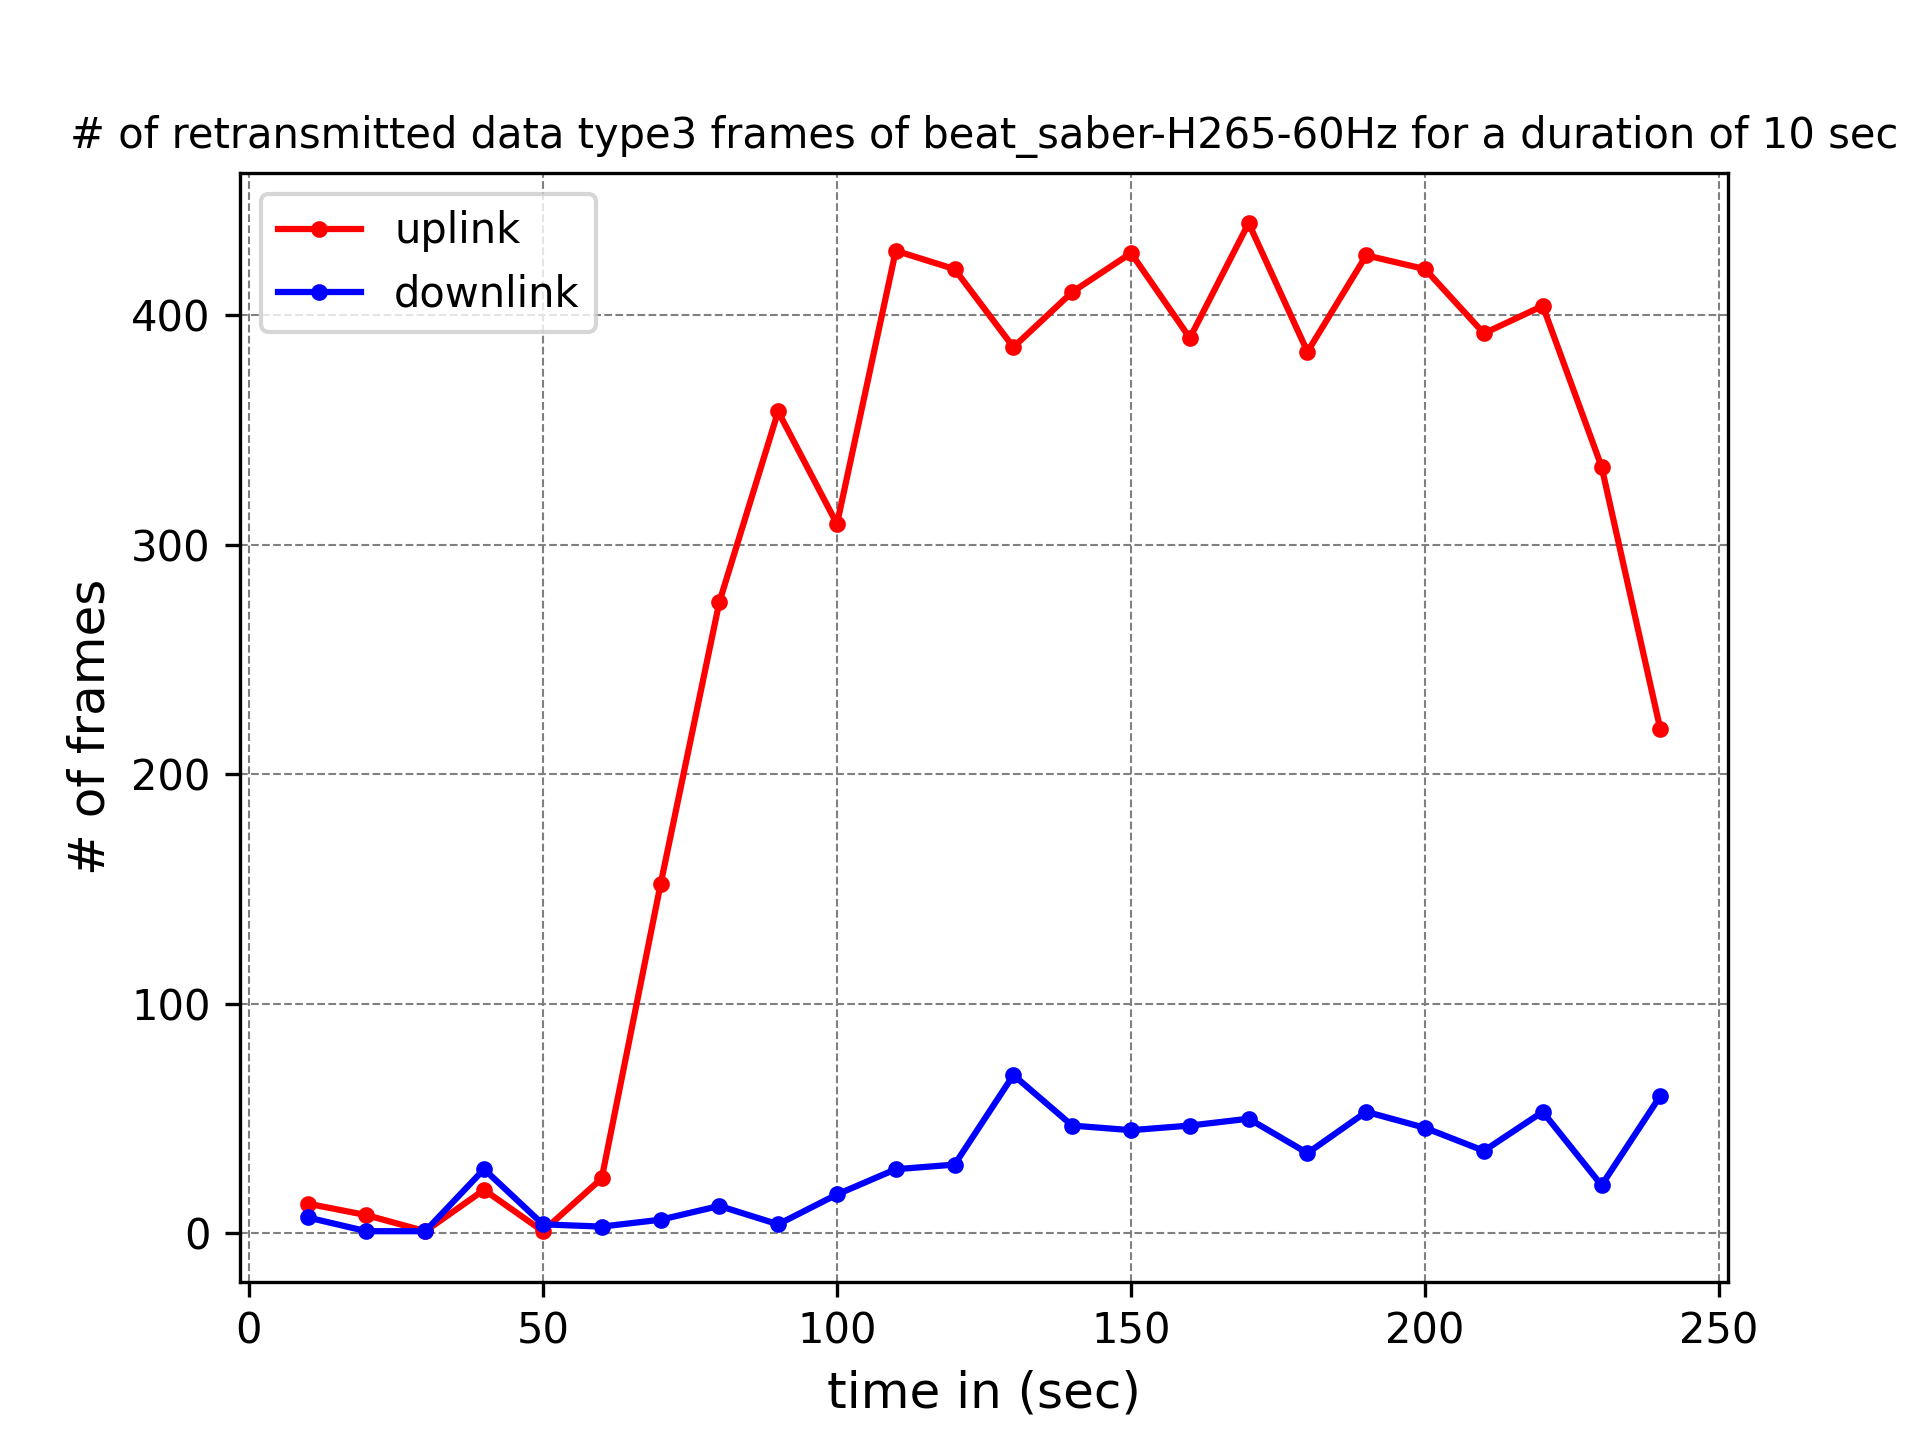 # of retransmitted data type3 frames of beat_saber-H265-60Hz for a duration of 10 sec
uplink
downlink
400
300
200
100
0
# of frames
0 50 100 150 200 250
time in (sec)